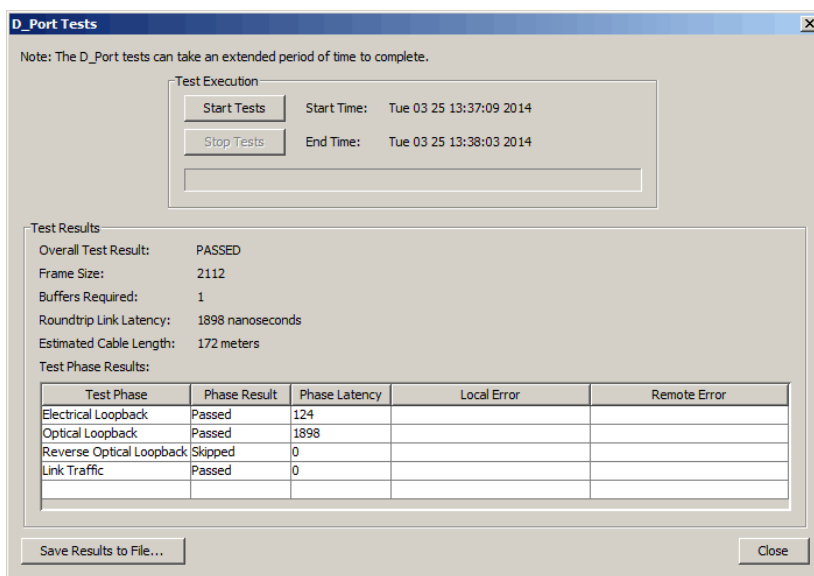 D_Port Tests
Note: The D_Port tests can take an extended period of time to complete.
Test Execution
Start Tests Start Time: Tue 03 25 13:37:09 2014
Stop Tests End Time: Tue 03 25 13:38:03 2014
Test Results
Overall Test Result: PASSED
Frame Size: 2112
Buffers Required: 1
Roundtrip Link Latency: 1898 nanoseconds
Estimated Cable Length: 172 meters
Test Phase Results:
Test Phase Phase Result Phase Latency Local Error Remote Error
Electrical Loopback Passed 124
Optical Loopback Passed 1898
Reverse Optical Loopback Skipped 0
Link Traffic Passed 0
Save Results to File... Close